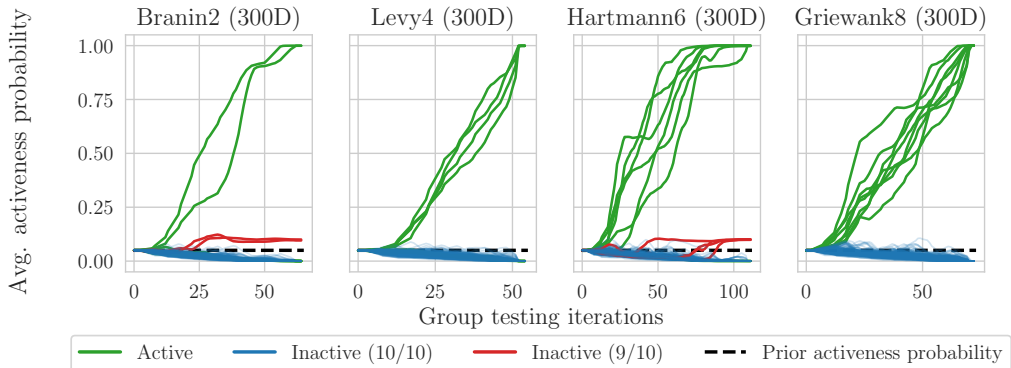 Branin2 (300D) Levy4 (300D) Hartmann6 (300D) Griewank8 (300D)
Avg. activeness probability
1.00
0.75
0.50
0.25
0.00
0 25 50 0 25 50 0 50 100 0 50
Group testing iterations
Active Inactive (10/10) Inactive (9/10) Prior activeness probability